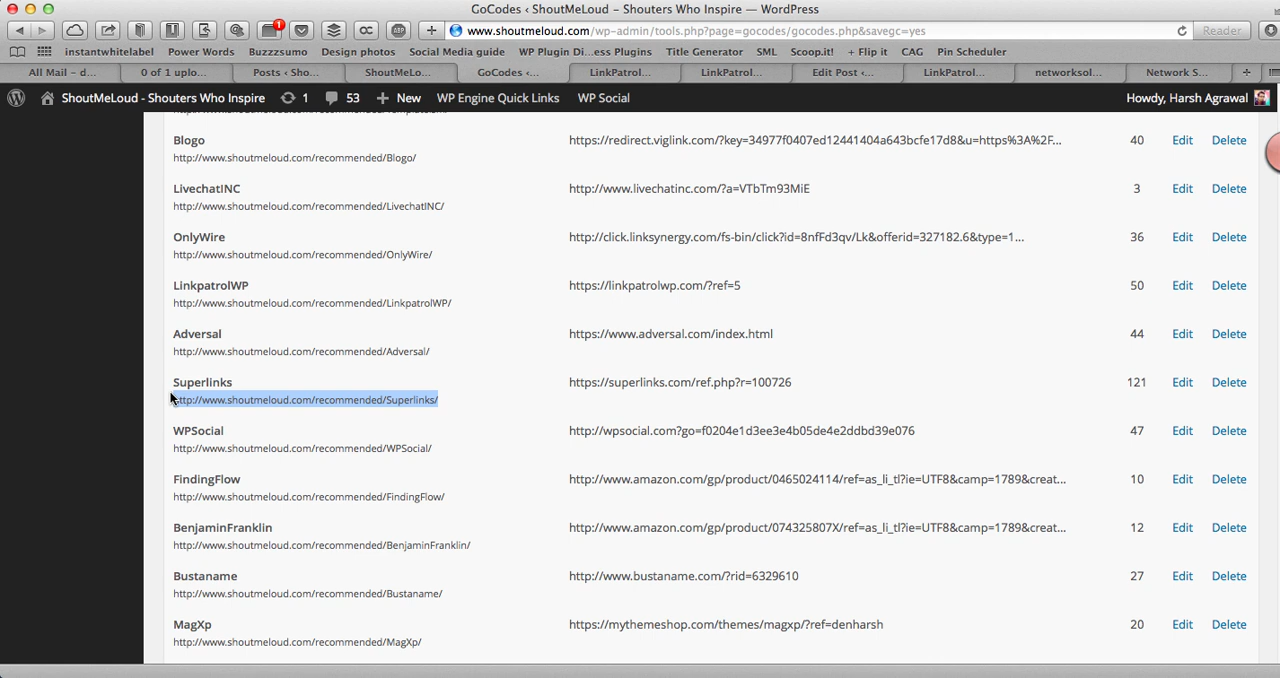 GoCodes ‹ ShoutMeLoud – Shouters Who Inspire — WordPress
1
www.shoutmeloud.com/wp-admin/tools.php?page=gocodes/gocodes.php&savegc=yes
Reader
instantwhitelabel Power Words Buzzzsumo Design photos Social Media guide WP Plugin Di...ess Plugins Title Generator SML Scoop.it! + Flip it CAG Pin Scheduler
All Mail – d... 0 of 1 uplo... Posts ‹ Sho... ShoutMeLo... GoCodes ‹... LinkPatrol... LinkPatrol... Edit Post ‹... LinkPatrol... networksol... Network S...
ShoutMeLoud - Shouters Who Inspire 1 53 + New WP Engine Quick Links WP Social Howdy, Harsh Agrawal
Blogo https://redirect.viglink.com/?key=34977f0407ed12441404a643bcfe17d8&u=https%3A%2F... 40 Edit Delete
http://www.shoutmeloud.com/recommended/Blogo/
LivechatINC http://www.livechatinc.com/?a=VTbTm93MiE 3 Edit Delete
http://www.shoutmeloud.com/recommended/LivechatINC/
OnlyWire http://click.linksynergy.com/fs-bin/click?id=8nfFd3qv/Lk&offerid=327182.6&type=1... 36 Edit Delete
http://www.shoutmeloud.com/recommended/OnlyWire/
LinkpatrolWP https://linkpatrolwp.com/?ref=5 50 Edit Delete
http://www.shoutmeloud.com/recommended/LinkpatrolWP/
Adversal https://www.adversal.com/index.html 44 Edit Delete
http://www.shoutmeloud.com/recommended/Adversal/
Superlinks https://superlinks.com/ref.php?r=100726 121 Edit Delete
http://www.shoutmeloud.com/recommended/Superlinks/
WPSocial http://wpsocial.com?go=f0204e1d3ee3e4b05de4e2ddbd39e076 47 Edit Delete
http://www.shoutmeloud.com/recommended/WPSocial/
FindingFlow http://www.amazon.com/gp/product/0465024114/ref=as_li_tl?ie=UTF8&camp=1789&creat... 10 Edit Delete
http://www.shoutmeloud.com/recommended/FindingFlow/
BenjaminFranklin http://www.amazon.com/gp/product/074325807X/ref=as_li_tl?ie=UTF8&camp=1789&creat... 12 Edit Delete
http://www.shoutmeloud.com/recommended/BenjaminFranklin/
Bustaname http://www.bustaname.com/?rid=6329610 27 Edit Delete
http://www.shoutmeloud.com/recommended/Bustaname/
MagXp https://mythemeshop.com/themes/magxp/?ref=denharsh 20 Edit Delete
http://www.shoutmeloud.com/recommended/MagXp/